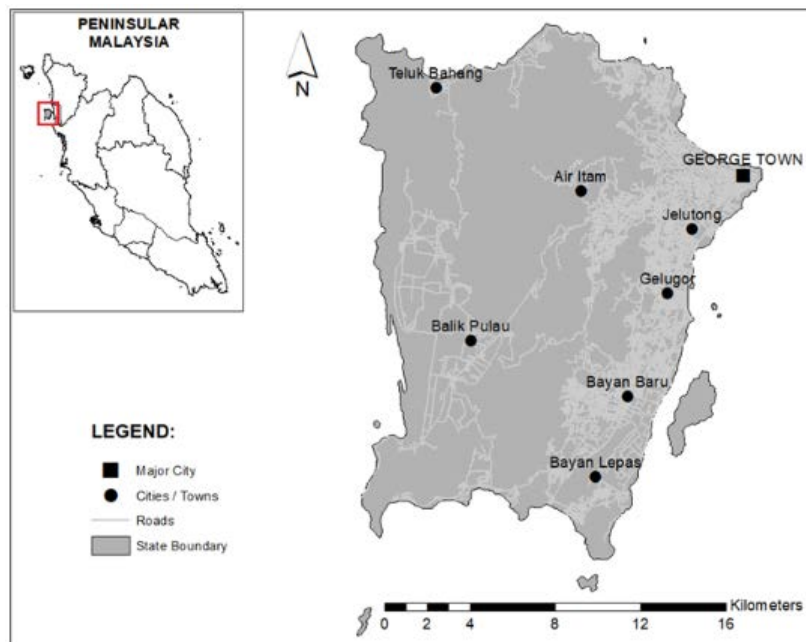 PENINSULAR
MALAYSIA
N
Teluk Bahang
GEORGE TOWN
Air Itam
Jelutong
Gelugor
Balik Pulau
Bayan Baru
Bayan Lepas
LEGEND:
Major City
Cities / Towns
Roads
State Boundary
Kilometers
0 2 4 8 12 16